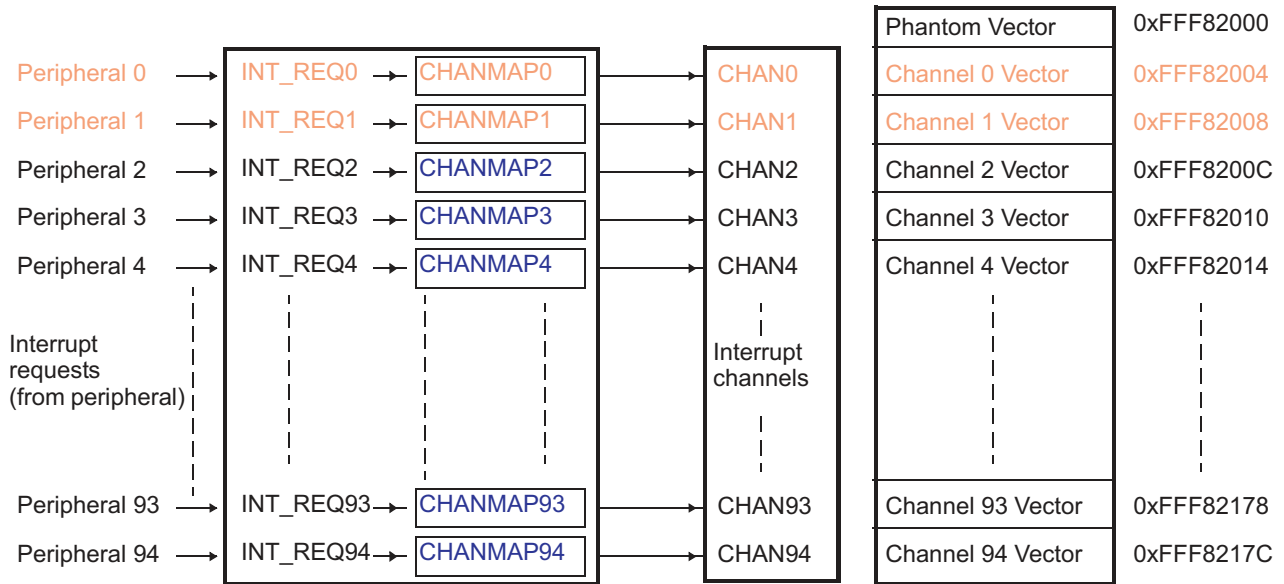 Phantom Vector 0xFFF82000
Peripheral 0 INT_REQ0 CHANMAP0 CHAN0 Channel 0 Vector 0xFFF82004
Peripheral 1 INT_REQ1 CHANMAP1 CHAN1 Channel 1 Vector 0xFFF82008
Peripheral 2 INT_REQ2 CHANMAP2 CHAN2 Channel 2 Vector 0xFFF8200C
Peripheral 3 INT_REQ3 CHANMAP3 CHAN3 Channel 3 Vector 0xFFF82010
Peripheral 4 INT_REQ4 CHANMAP4 CHAN4 Channel 4 Vector 0xFFF82014
Interrupt
requests
(from peripheral)
Interrupt
channels
Peripheral 93 INT_REQ93 CHANMAP93 CHAN93 Channel 93 Vector 0xFFF82178
Peripheral 94 INT_REQ94 CHANMAP94 CHAN94 Channel 94 Vector 0xFFF8217C